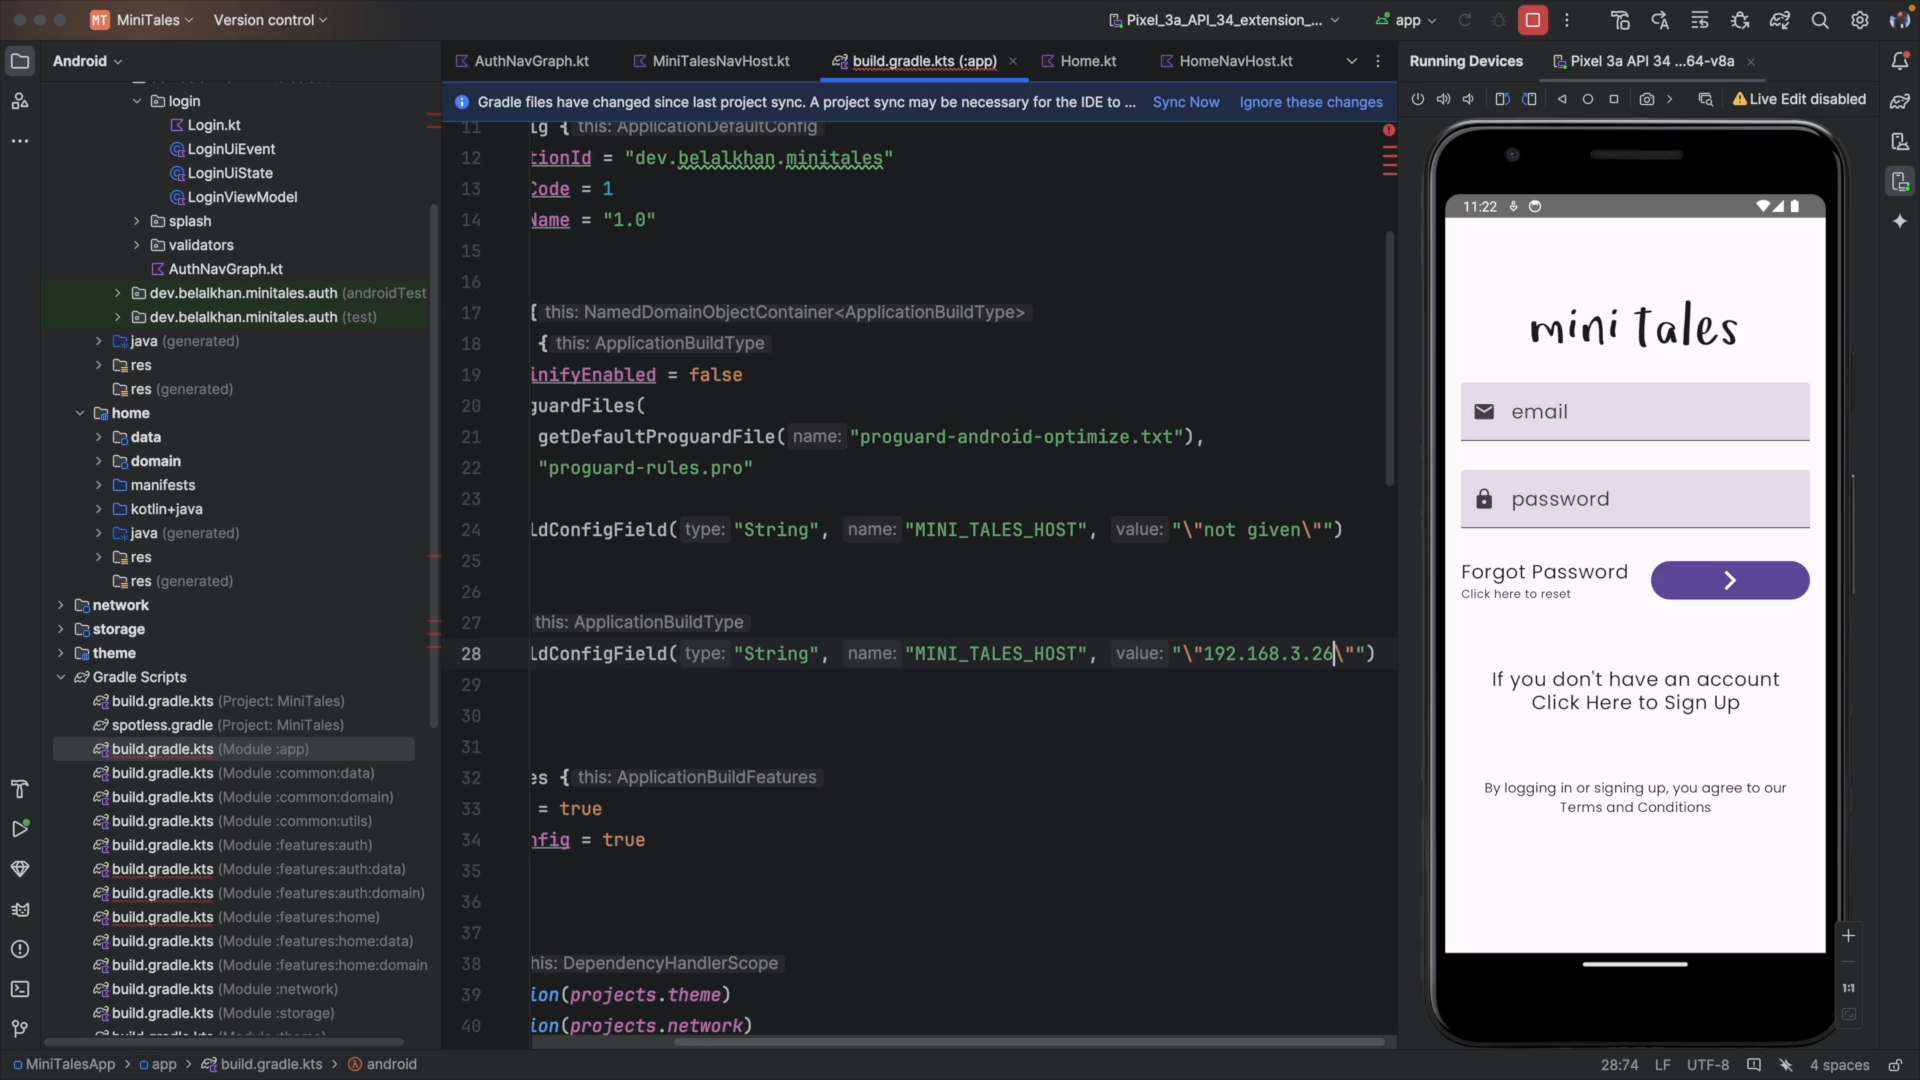 MT MiniTales Version control Pixel_3a_API_34_extension_... app
Android
AuthNavGraph.kt MiniTalesNavHost.kt build.gradle.kts (:app) Home.kt HomeNavHost.kt
Running Devices Pixel 3a API 34 ...64-v8a
Gradle files have changed since last project sync. A project sync may be necessary for the IDE to ... Sync Now Ignore these changes
Live Edit disabled
login
Login.kt
LoginUiEvent
LoginUiState
LoginViewModel
splash
validators
AuthNavGraph.kt
dev.belalkhan.minitales.auth (androidTest
dev.belalkhan.minitales.auth (test)
java (generated)
res
res (generated)
home
data
domain
manifests
kotlin+java
java (generated)
res
res (generated)
network
storage
theme
Gradle Scripts
build.gradle.kts (Project: MiniTales)
spotless.gradle (Project: MiniTales)
build.gradle.kts (Module :app)
build.gradle.kts (Module :common:data)
build.gradle.kts (Module :common:domain)
build.gradle.kts (Module :common:utils)
build.gradle.kts (Module :features:auth)
build.gradle.kts (Module :features:auth:data)
build.gradle.kts (Module :features:auth:domain)
build.gradle.kts (Module :features:home)
build.gradle.kts (Module :features:home:data)
build.gradle.kts (Module :features:home:domain
build.gradle.kts (Module :network)
build.gradle.kts (Module :storage)
11 ig { this: ApplicationDefaultConfig
12 tionId = "dev.belalkhan.minitales"
13 Code = 1
14 Name = "1.0"
15
16
17 { this: NamedDomainObjectContainer<ApplicationBuildType>
18 { this: ApplicationBuildType
19 inifyEnabled = false
20 guardFiles(
21 getDefaultProguardFile( name: "proguard-android-optimize.txt"),
22 "proguard-rules.pro"
23
24 ldConfigField( type: "String", name: "MINI_TALES_HOST", value: "\"not given\"")
25
26
27 this: ApplicationBuildType
28 ldConfigField( type: "String", name: "MINI_TALES_HOST", value: "\"192.168.3.26\"")
29
30
31
32 es { this: ApplicationBuildFeatures
33 = true
34 nfig = true
35
36
37
38 his: DependencyHandlerScope
39 ion(projects.theme)
40 ion(projects.network)
11:22
mini tales
email
password
Forgot Password
Click here to reset
If you don't have an account
Click Here to Sign Up
By logging in or signing up, you agree to our
Terms and Conditions
1:1
MiniTalesApp > app > build.gradle.kts > android
28:74 LF UTF-8 4 spaces